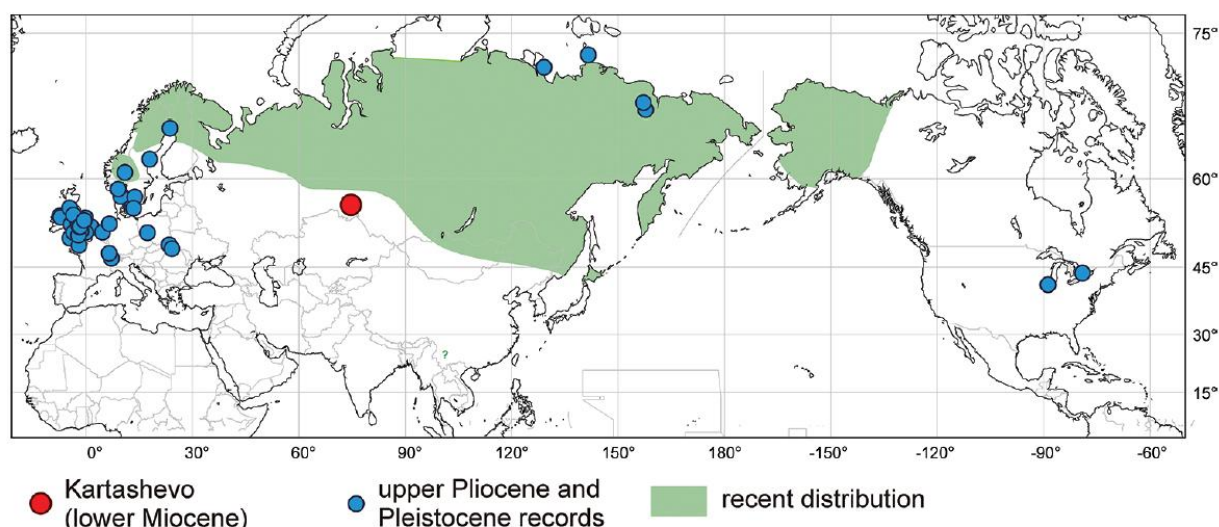 75°
60°
?
45°
30°
15°
0° 30° 60° 90° 120° 150° 180° -150° -120° -90° -60°
Kartashevo
(lower Miocene)
upper Pliocene and
Pleistocene records
recent distribution